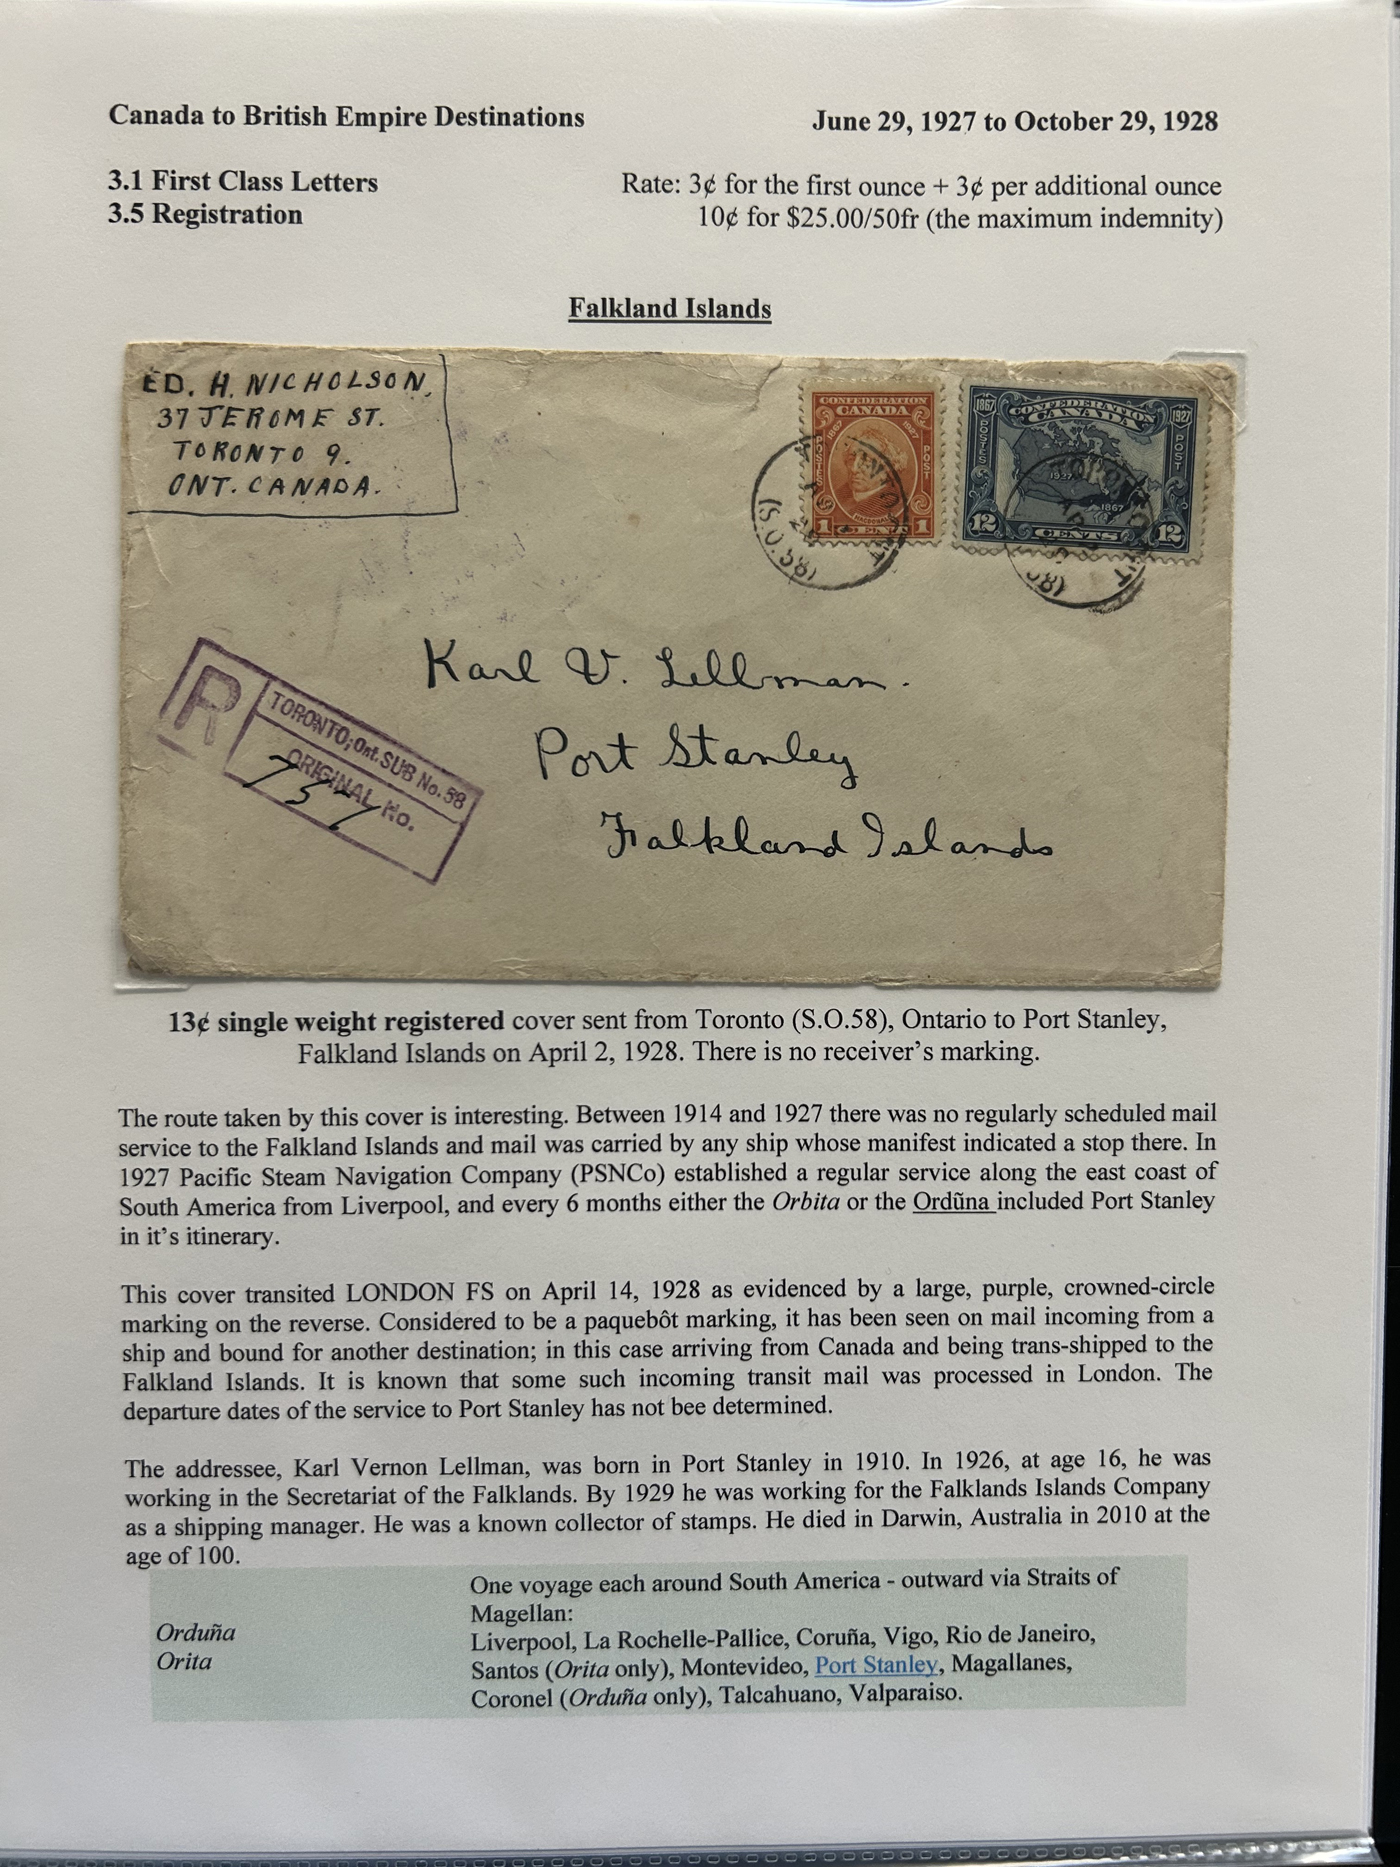 Canada to British Empire Destinations
June 29, 1927 to October 29, 1928
3.1 First Class Letters
Rate: 3¢ for the first ounce + 3¢ per additional ounce
3.5 Registration
10¢ for $25.00/50fr (the maximum indemnity)
Falkland Islands
ED. H. NICHOLSON.
37 JEROME ST.
TORONTO 9.
ONT. CANADA.
CONFEDERATION
CANADA
1867 1927
POSTES POST
1 1
1867 CONFEDERATION 1927
CANADA
POSTES POST
1927
1867
12 CENTS 12
(S.O.58)
TORONTO
R
TORONTO, Ont. SUB No. 58
ORIGINAL No.
757
Karl V. Lellman.
Port Stanley
Falkland Islands
13¢ single weight registered cover sent from Toronto (S.O.58), Ontario to Port Stanley,
Falkland Islands on April 2, 1928. There is no receiver's marking.
The route taken by this cover is interesting. Between 1914 and 1927 there was no regularly scheduled mail
service to the Falkland Islands and mail was carried by any ship whose manifest indicated a stop there. In
1927 Pacific Steam Navigation Company (PSNCo) established a regular service along the east coast of
South America from Liverpool, and every 6 months either the Orbita or the Ordũna included Port Stanley
in it's itinerary.
This cover transited LONDON FS on April 14, 1928 as evidenced by a large, purple, crowned-circle
marking on the reverse. Considered to be a paquebôt marking, it has been seen on mail incoming from a
ship and bound for another destination; in this case arriving from Canada and being trans-shipped to the
Falkland Islands. It is known that some such incoming transit mail was processed in London. The
departure dates of the service to Port Stanley has not bee determined.
The addressee, Karl Vernon Lellman, was born in Port Stanley in 1910. In 1926, at age 16, he was
working in the Secretariat of the Falklands. By 1929 he was working for the Falklands Islands Company
as a shipping manager. He was a known collector of stamps. He died in Darwin, Australia in 2010 at the
age of 100.
Orduña
Orita
One voyage each around South America - outward via Straits of
Magellan:
Liverpool, La Rochelle-Pallice, Coruña, Vigo, Rio de Janeiro,
Santos (Orita only), Montevideo, Port Stanley, Magallanes,
Coronel (Orduña only), Talcahuano, Valparaiso.